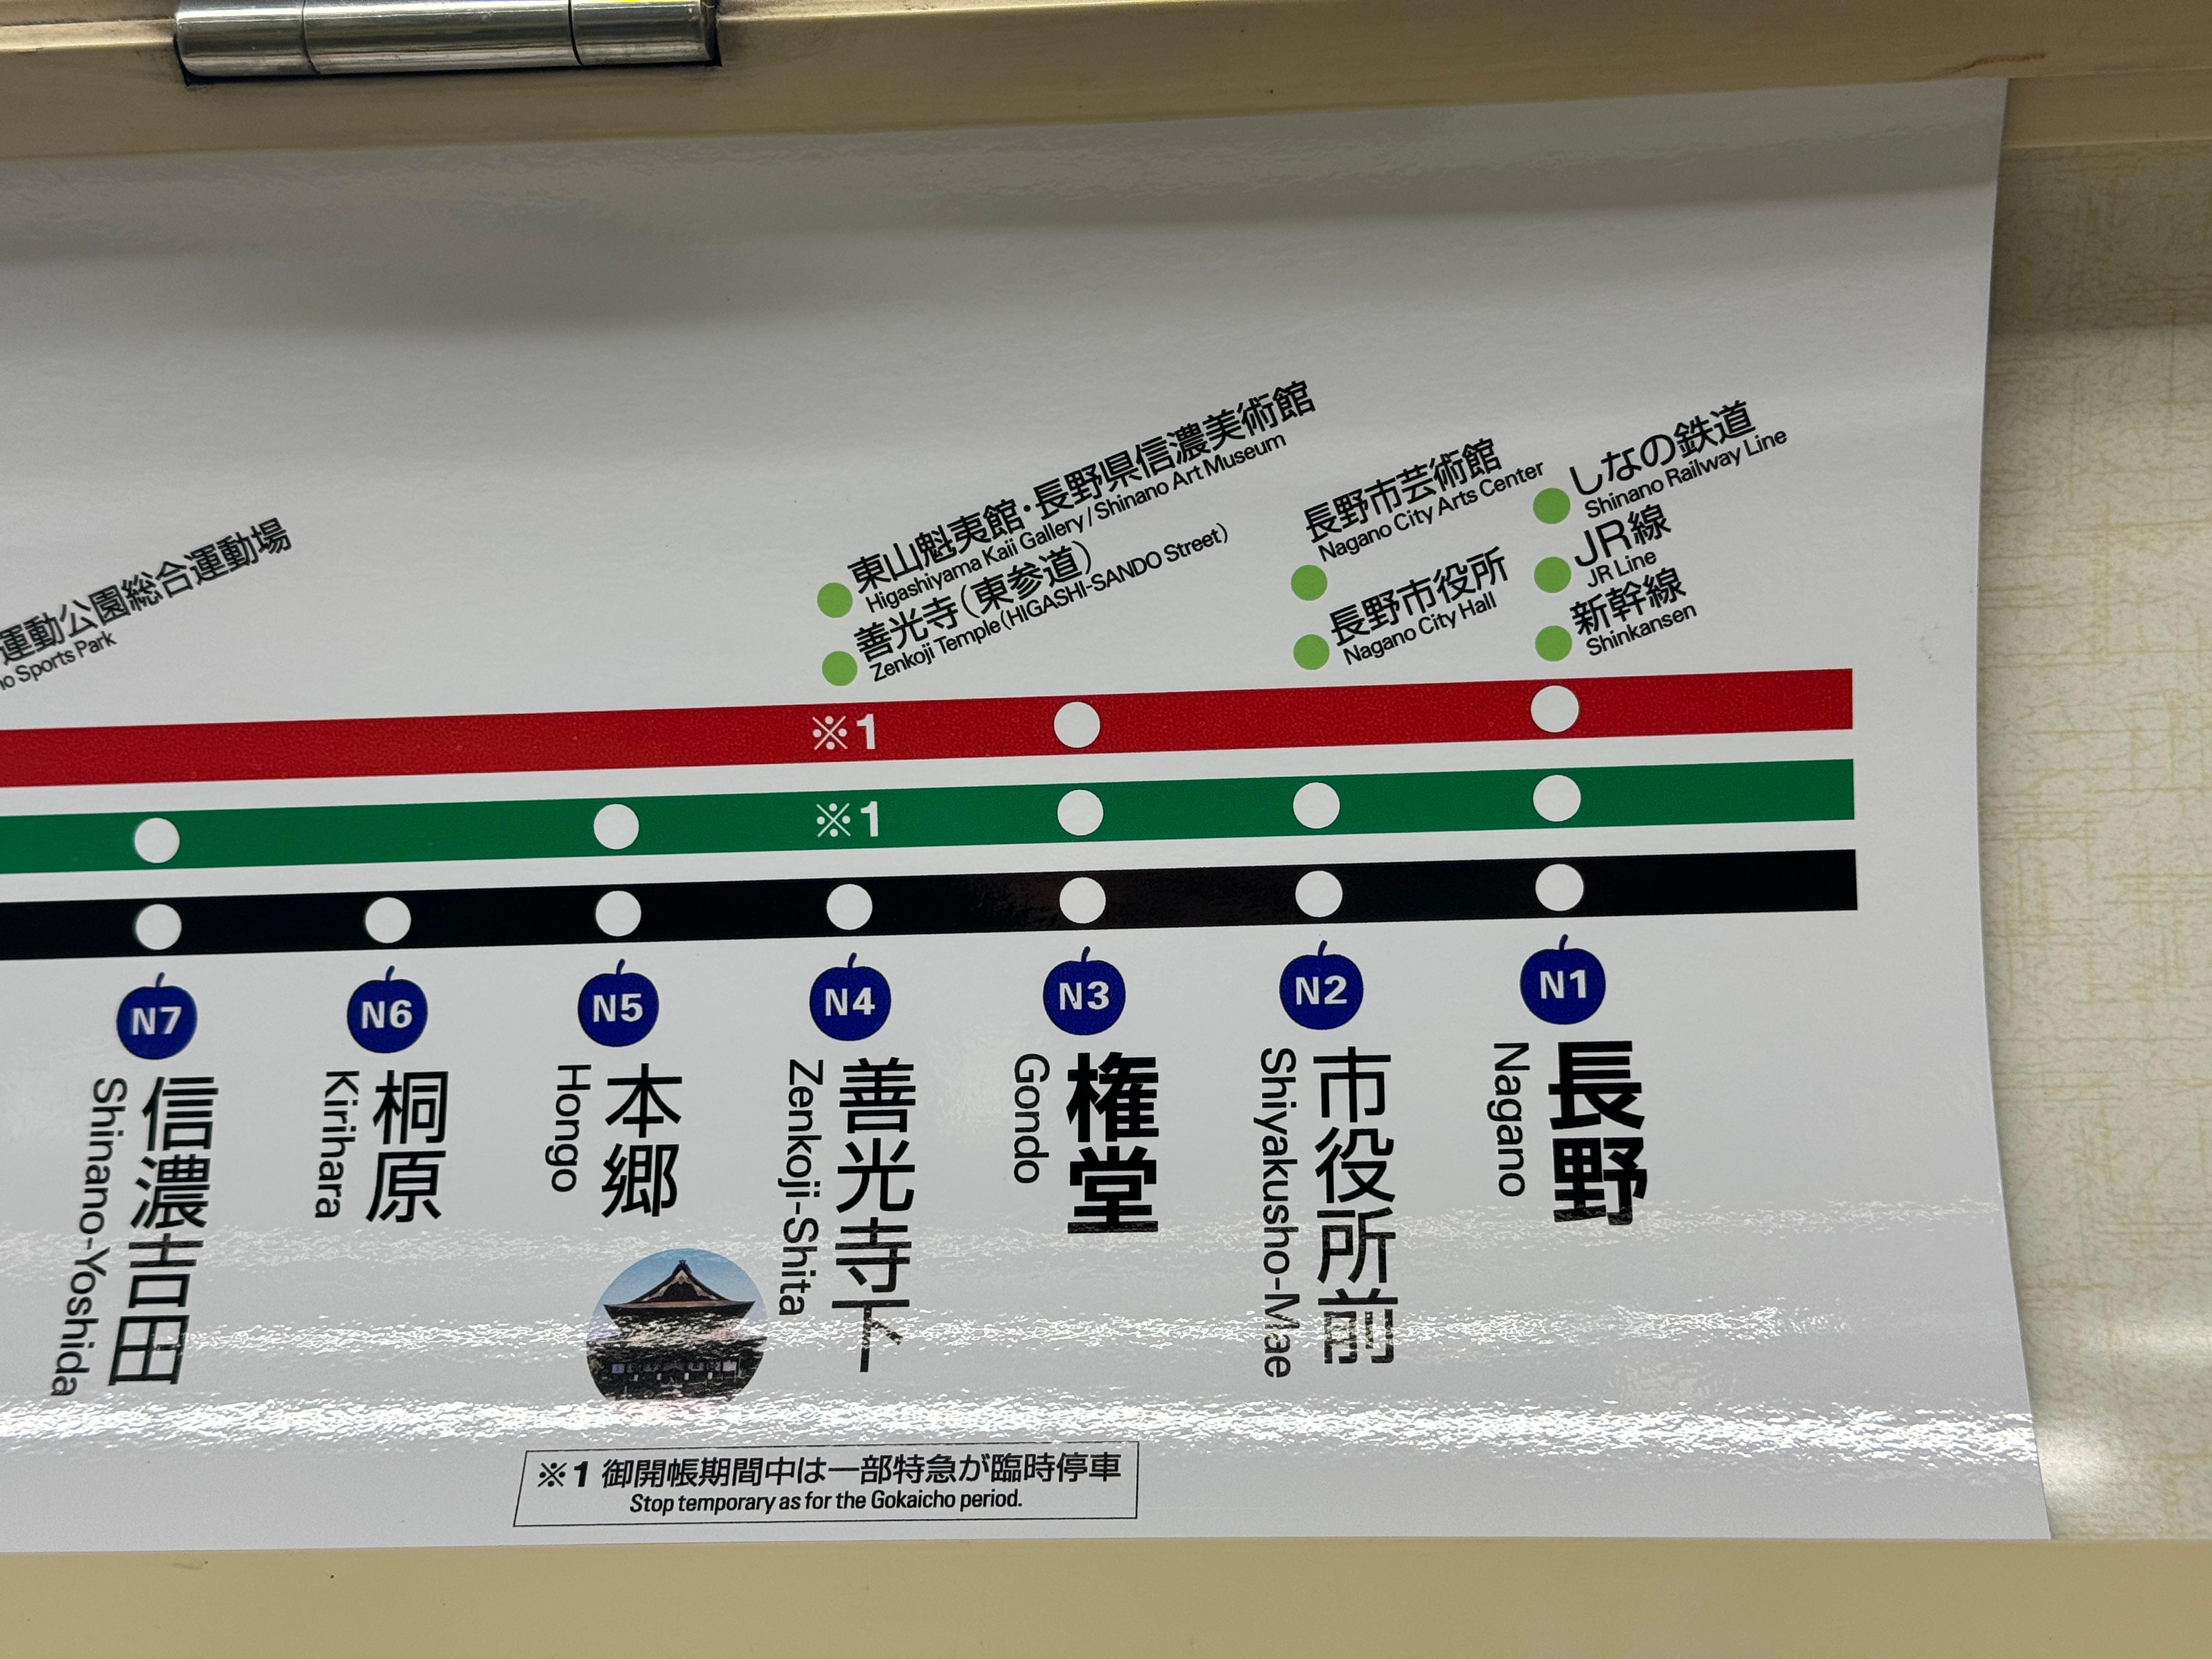 運動公園総合運動場
Sports Park
東山魁夷館・長野県信濃美術館
Higashiyama Kaii Gallery / Shinano Art Museum
善光寺(東参道)
Zenkoji Temple(HIGASHI-SANDO Street)
長野市芸術館
Nagano City Arts Center
長野市役所
Nagano City Hall
しなの鉄道
Shinano Railway Line
JR線
JR Line
新幹線
Shinkansen
※1
※1
N7
信濃吉田
Shinano-Yoshida
N6
桐原
Kirihara
N5
本郷
Hongo
N4
善光寺下
Zenkoji-Shita
N3
権堂
Gondo
N2
市役所前
Shiyakusho-Mae
N1
長野
Nagano
※1 御開帳期間中は一部特急が臨時停車
Stop temporary as for the Gokaicho period.